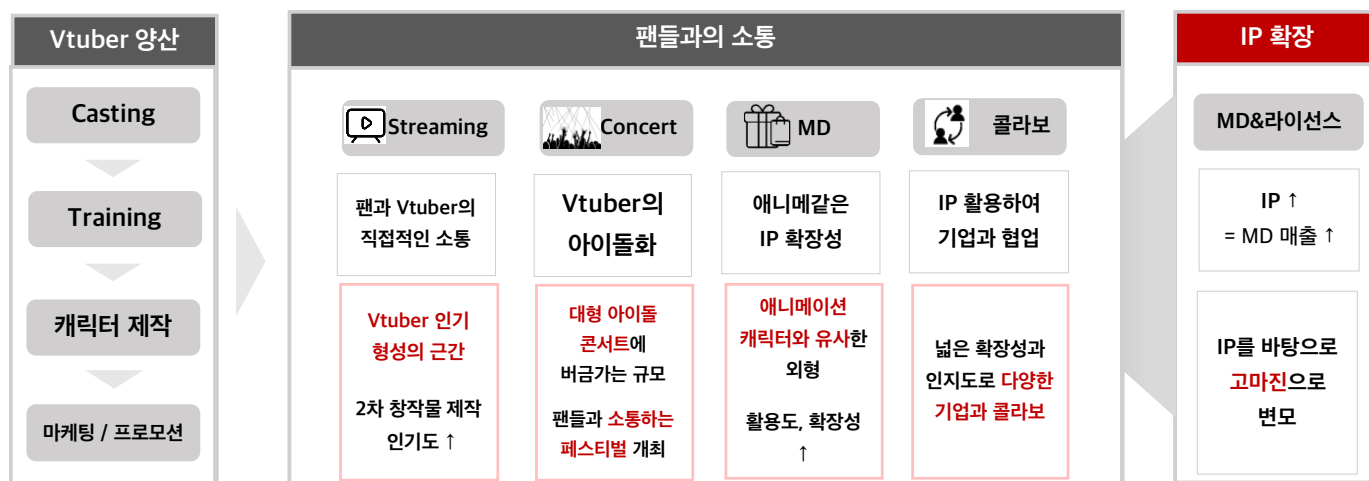 Vtuber 양산
Casting
Training
캐릭터 제작
마케팅 / 프로모션
팬들과의 소통
Streaming
팬과 Vtuber의
직접적인 소통
Vtuber 인기
형성의 근간
2차 창작물 제작
인기도 ↑
Concert
Vtuber의
아이돌화
대형 아이돌
콘서트에
버금가는 규모
팬들과 소통하는
페스티벌 개최
MD
애니메같은
IP 확장성
애니메이션
캐릭터와 유사한
외형
활용도, 확장성
↑
콜라보
IP 활용하여
기업과 협업
넓은 확장성과
인지도로 다양한
기업과 콜라보
IP 확장
MD&라이선스
IP ↑
= MD 매출 ↑
IP를 바탕으로
고마진으로
변모